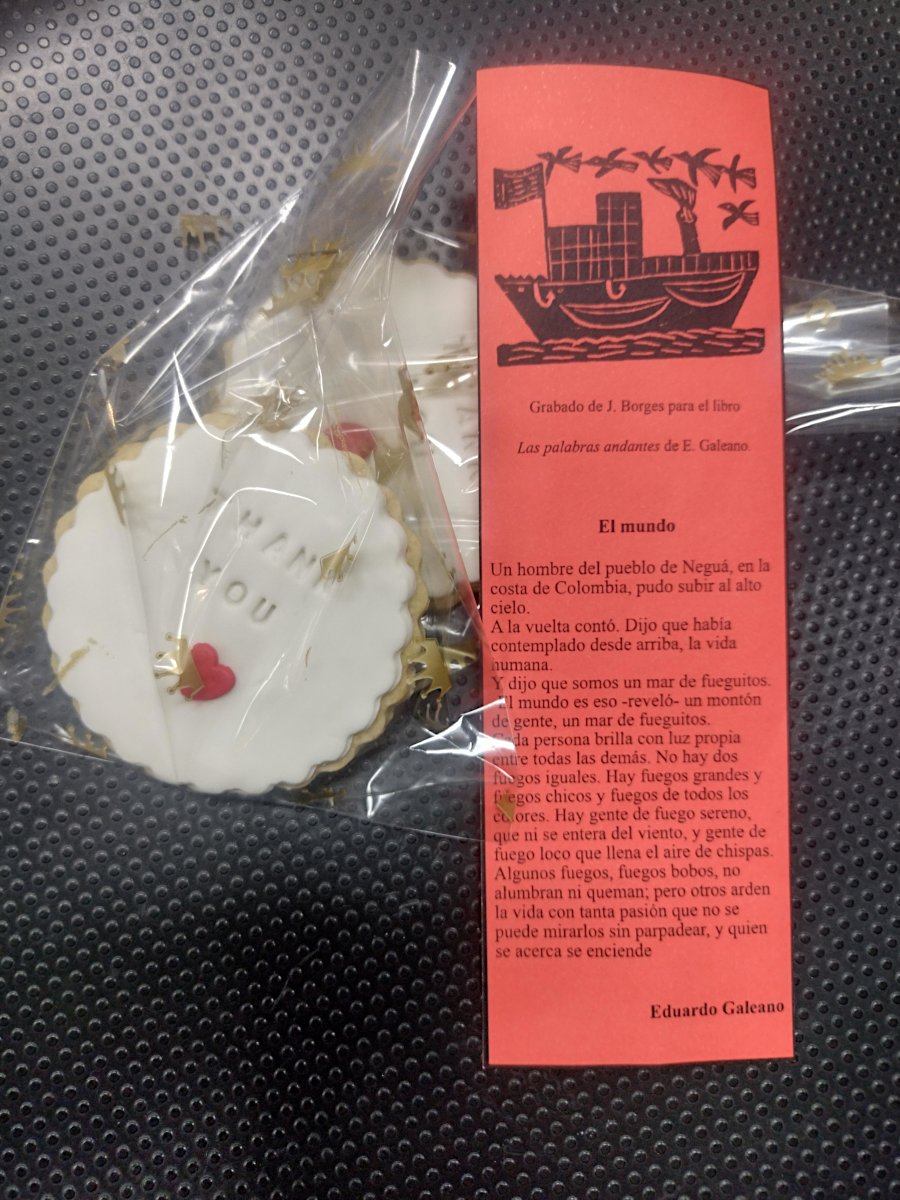 HANK
YOU
Grabado de J. Borges para el libro
Las palabras andantes de E. Galeano.
El mundo
Un hombre del pueblo de Neguá, en la
costa de Colombia, pudo subir al alto
cielo.
A la vuelta contó. Dijo que había
contemplado desde arriba, la vida
humana.
Y dijo que somos un mar de fueguitos.
El mundo es eso -reveló- un montón
de gente, un mar de fueguitos.
Cada persona brilla con luz propia
entre todas las demás. No hay dos
fuegos iguales. Hay fuegos grandes y
fuegos chicos y fuegos de todos los
colores. Hay gente de fuego sereno,
que ni se entera del viento, y gente de
fuego loco que llena el aire de chispas.
Algunos fuegos, fuegos bobos, no
alumbran ni queman; pero otros arden
la vida con tanta pasión que no se
puede mirarlos sin parpadear, y quien
se acerca se enciende
Eduardo Galeano